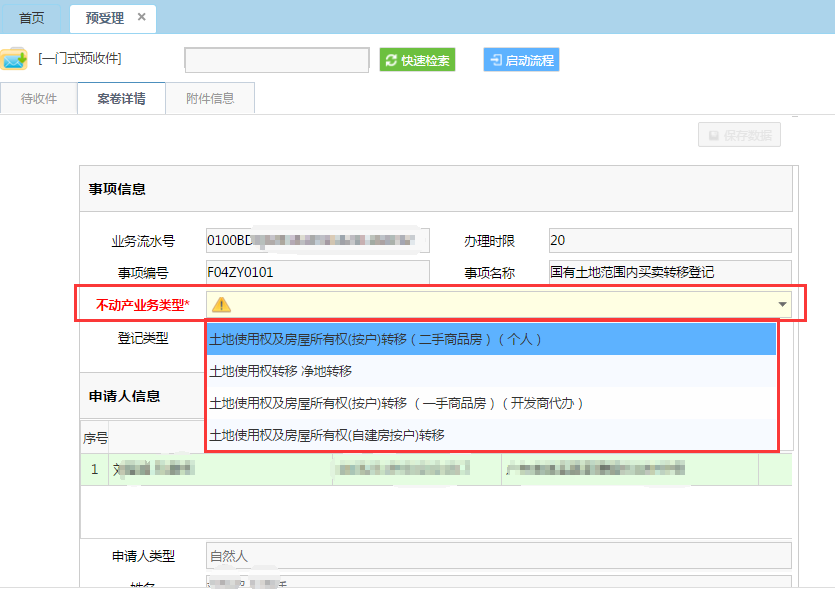 首页 预受理 ×
[一门式预收件] 快速检索 启动流程
待收件 案卷详情 附件信息
保存数据
事项信息
业务流水号 0100BD 办理时限 20
事项编号 F04ZY0101 事项名称 国有土地范围内买卖转移登记
不动产业务类型*
登记类型 土地使用权及房屋所有权(按户)转移（二手商品房）（个人）
土地使用权转移 净地转移
申请人信息
土地使用权及房屋所有权(按户)转移 （一手商品房）（开发商代办）
序号 土地使用权及房屋所有权(自建房按户)转移
1
申请人类型 自然人
姓名